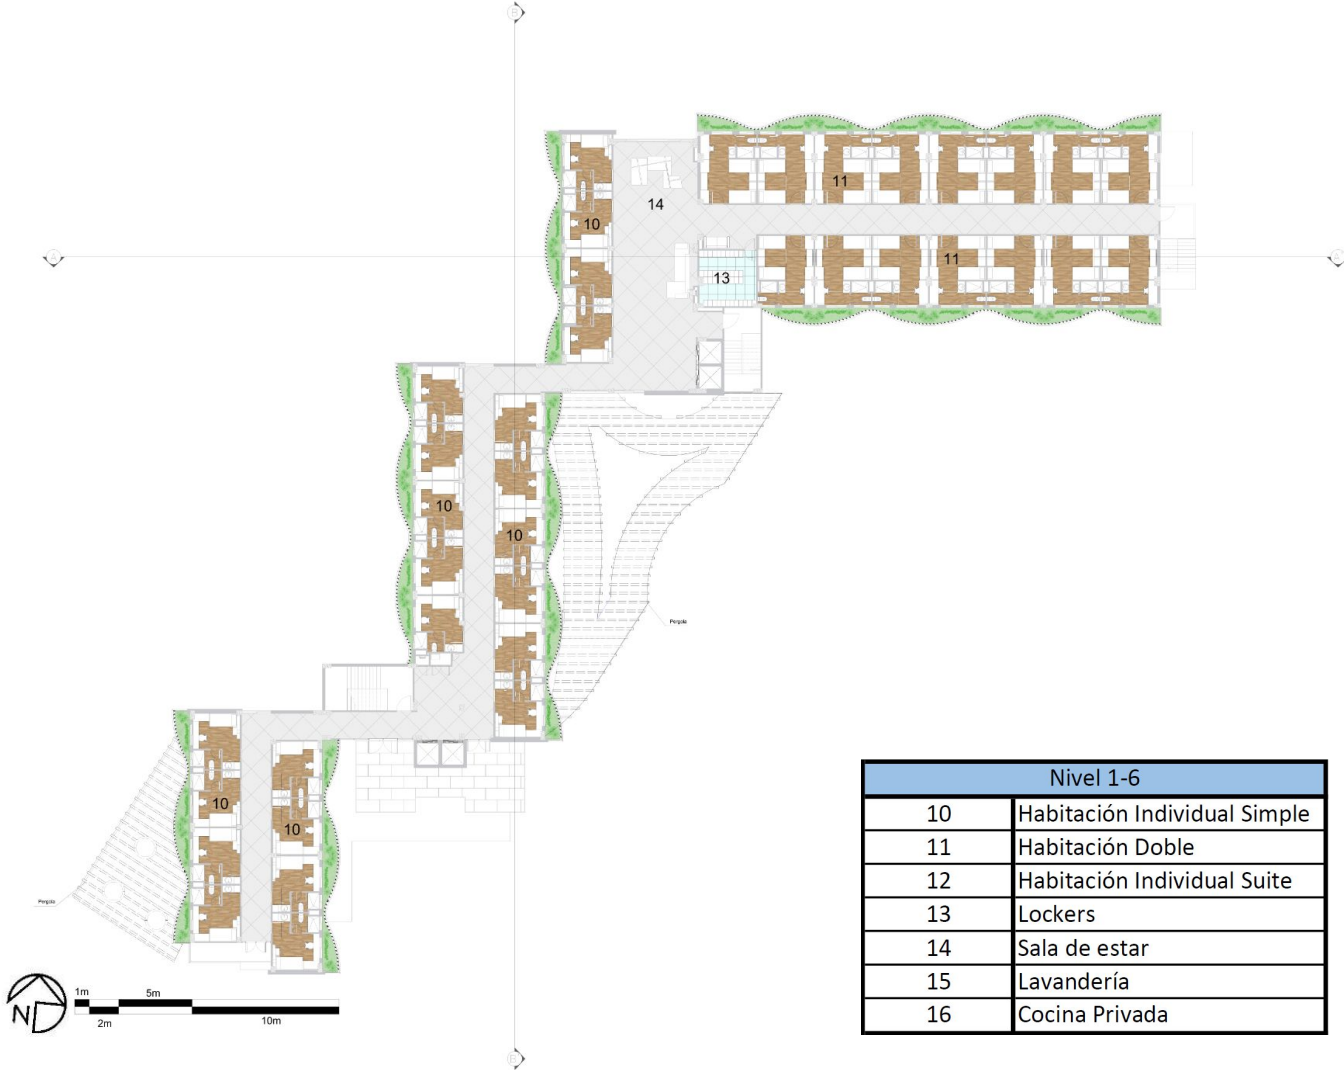 B
11
10
14
A
11
A'
13
10
10
Pergola
10
10
Pergola
N
1m
5m
2m
10m
B'
Nivel 1-6
10 Habitación Individual Simple
11 Habitación Doble
12 Habitación Individual Suite
13 Lockers
14 Sala de estar
15 Lavandería
16 Cocina Privada